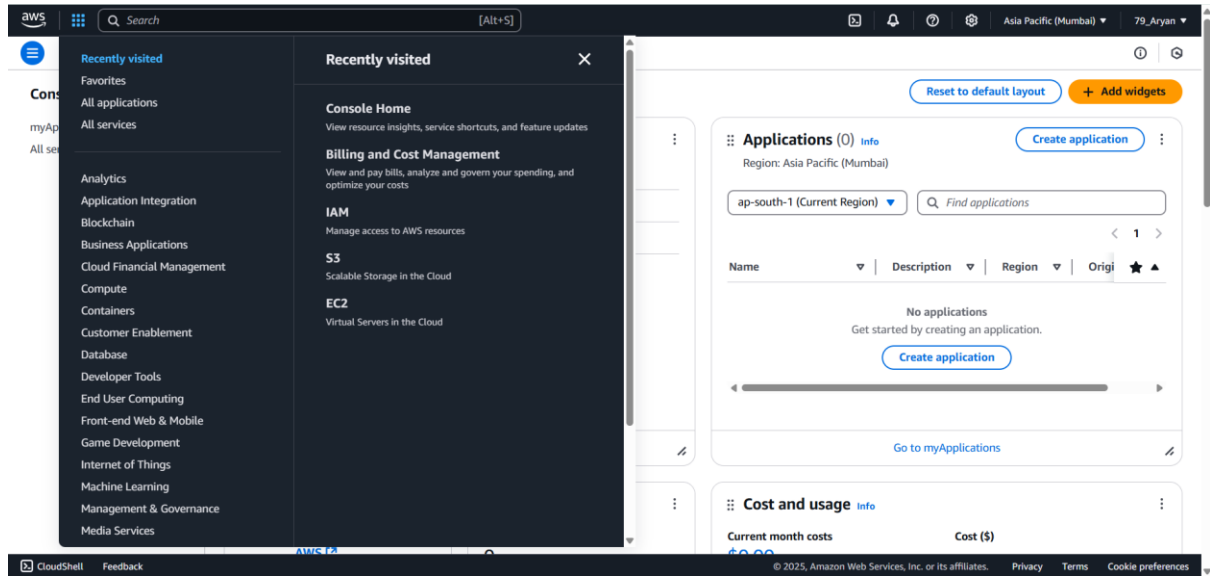 aws
Search [Alt+S]
Asia Pacific (Mumbai) ▼ 79_Aryan ▼
Recently visited
Favorites
All applications
All services
Analytics
Application Integration
Blockchain
Business Applications
Cloud Financial Management
Compute
Containers
Customer Enablement
Database
Developer Tools
End User Computing
Front-end Web & Mobile
Game Development
Internet of Things
Machine Learning
Management & Governance
Media Services
Recently visited
Console Home
View resource insights, service shortcuts, and feature updates
Billing and Cost Management
View and pay bills, analyze and govern your spending, and
optimize your costs
IAM
Manage access to AWS resources
S3
Scalable Storage in the Cloud
EC2
Virtual Servers in the Cloud
Cons
myAp
All ser
Reset to default layout
+ Add widgets
Applications (0) Info
Create application
Region: Asia Pacific (Mumbai)
ap-south-1 (Current Region) ▼
Find applications
1
Name Description Region Origi
No applications
Get started by creating an application.
Create application
Go to myApplications
Cost and usage Info
Current month costs Cost ($)
AWS
CloudShell Feedback
© 2025, Amazon Web Services, Inc. or its affiliates. Privacy Terms Cookie preferences